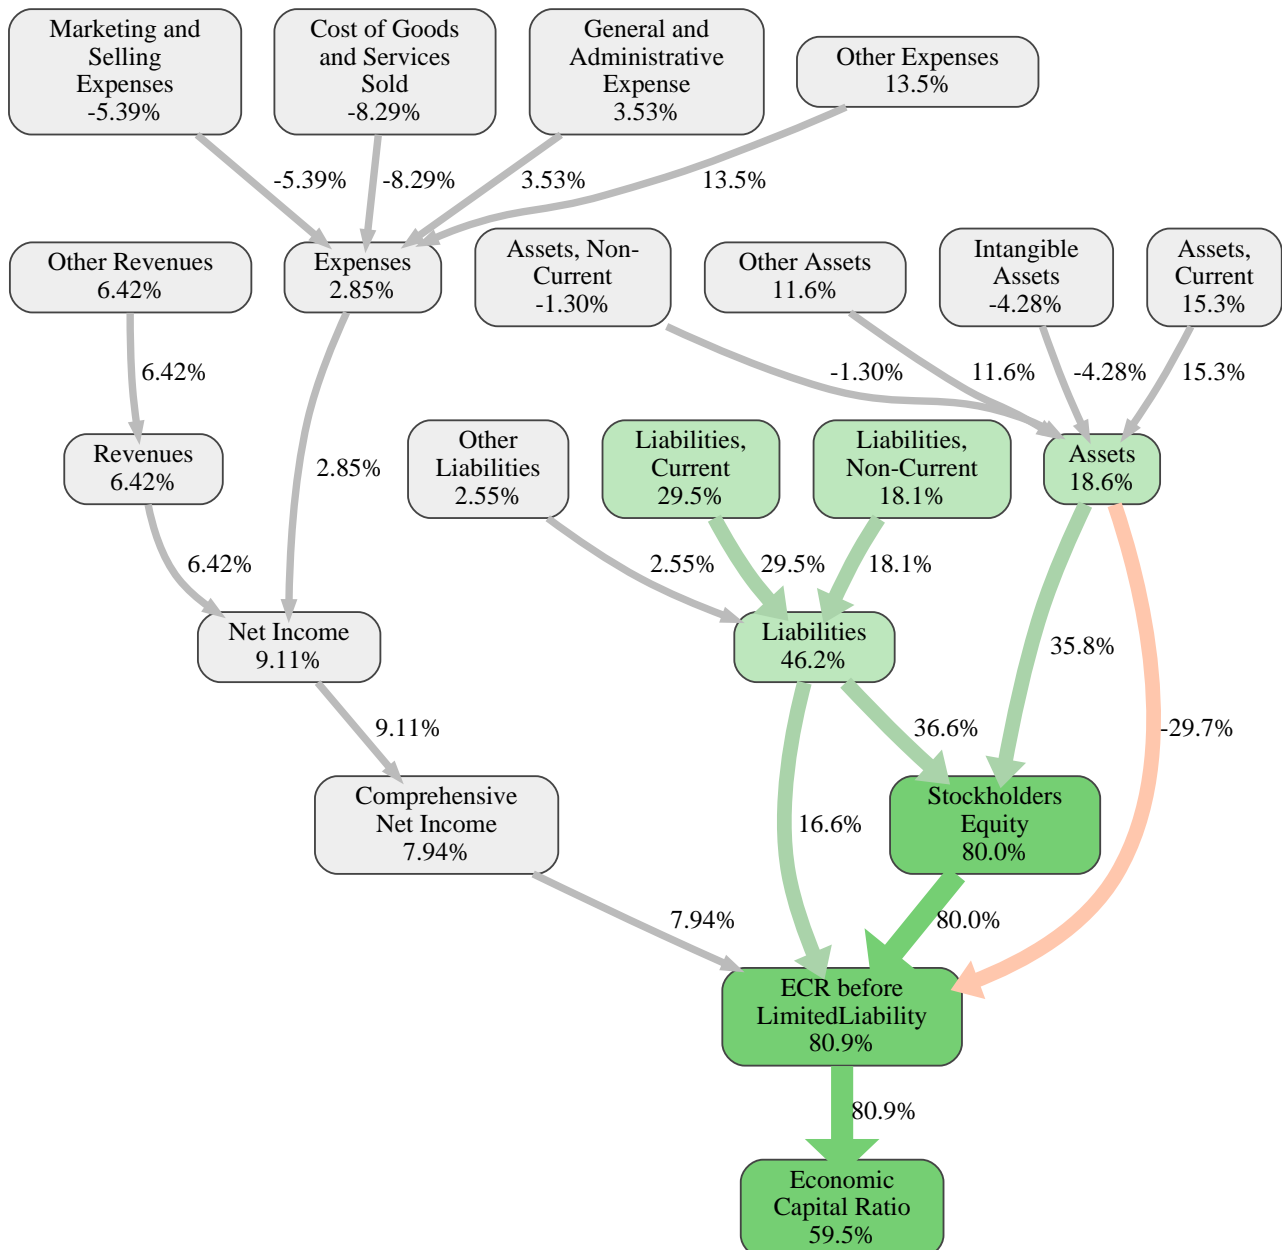 Marketing and
Selling
Expenses
-5.39%
Cost of Goods
and Services
Sold
-8.29%
General and
Administrative
Expense
3.53%
Other Expenses
13.5%
-5.39%
-8.29%
3.53%
13.5%
Other Revenues
6.42%
Expenses
2.85%
Assets, Non-
Current
-1.30%
Other Assets
11.6%
Intangible
Assets
-4.28%
Assets,
Current
15.3%
6.42%
-1.30%
11.6%
-4.28%
15.3%
Revenues
6.42%
2.85%
Other
Liabilities
2.55%
Liabilities,
Current
29.5%
Liabilities,
Non-Current
18.1%
Assets
18.6%
6.42%
2.55%
29.5%
18.1%
Net Income
9.11%
Liabilities
46.2%
35.8%
9.11%
36.6%
-29.7%
Comprehensive
Net Income
7.94%
16.6%
Stockholders
Equity
80.0%
7.94%
80.0%
ECR before
LimitedLiability
80.9%
80.9%
Economic
Capital Ratio
59.5%